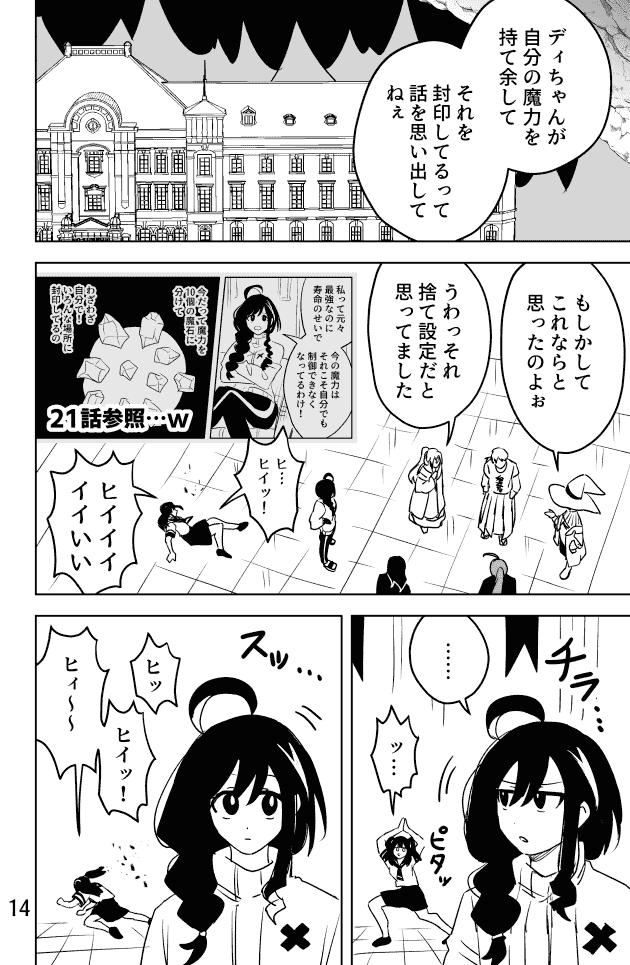 ディちゃんが
自分の魔力を
持て余して
それを
封印してるって
話を思い出して
ねぇ
もしかして
これならと
思ったのよぉ
うわっそれ
捨て設定だと
思ってました
私って元々
最強なのに
寿命のせいで
今の魔力は
それこそ自分でも
制御できなく
なってるわけ!
今だって魔力を
10個の魔石に
分けて
わざわざ
自分で!
いろんな場所に
封印してるの
21話参照…w
ヒ…
ヒイッ!
ヒイイイ
イイいい
チラ…
……
ッ…
ピタッ
スッ…
ヒッ
ヒイッ!
ヒィ〜〜
14